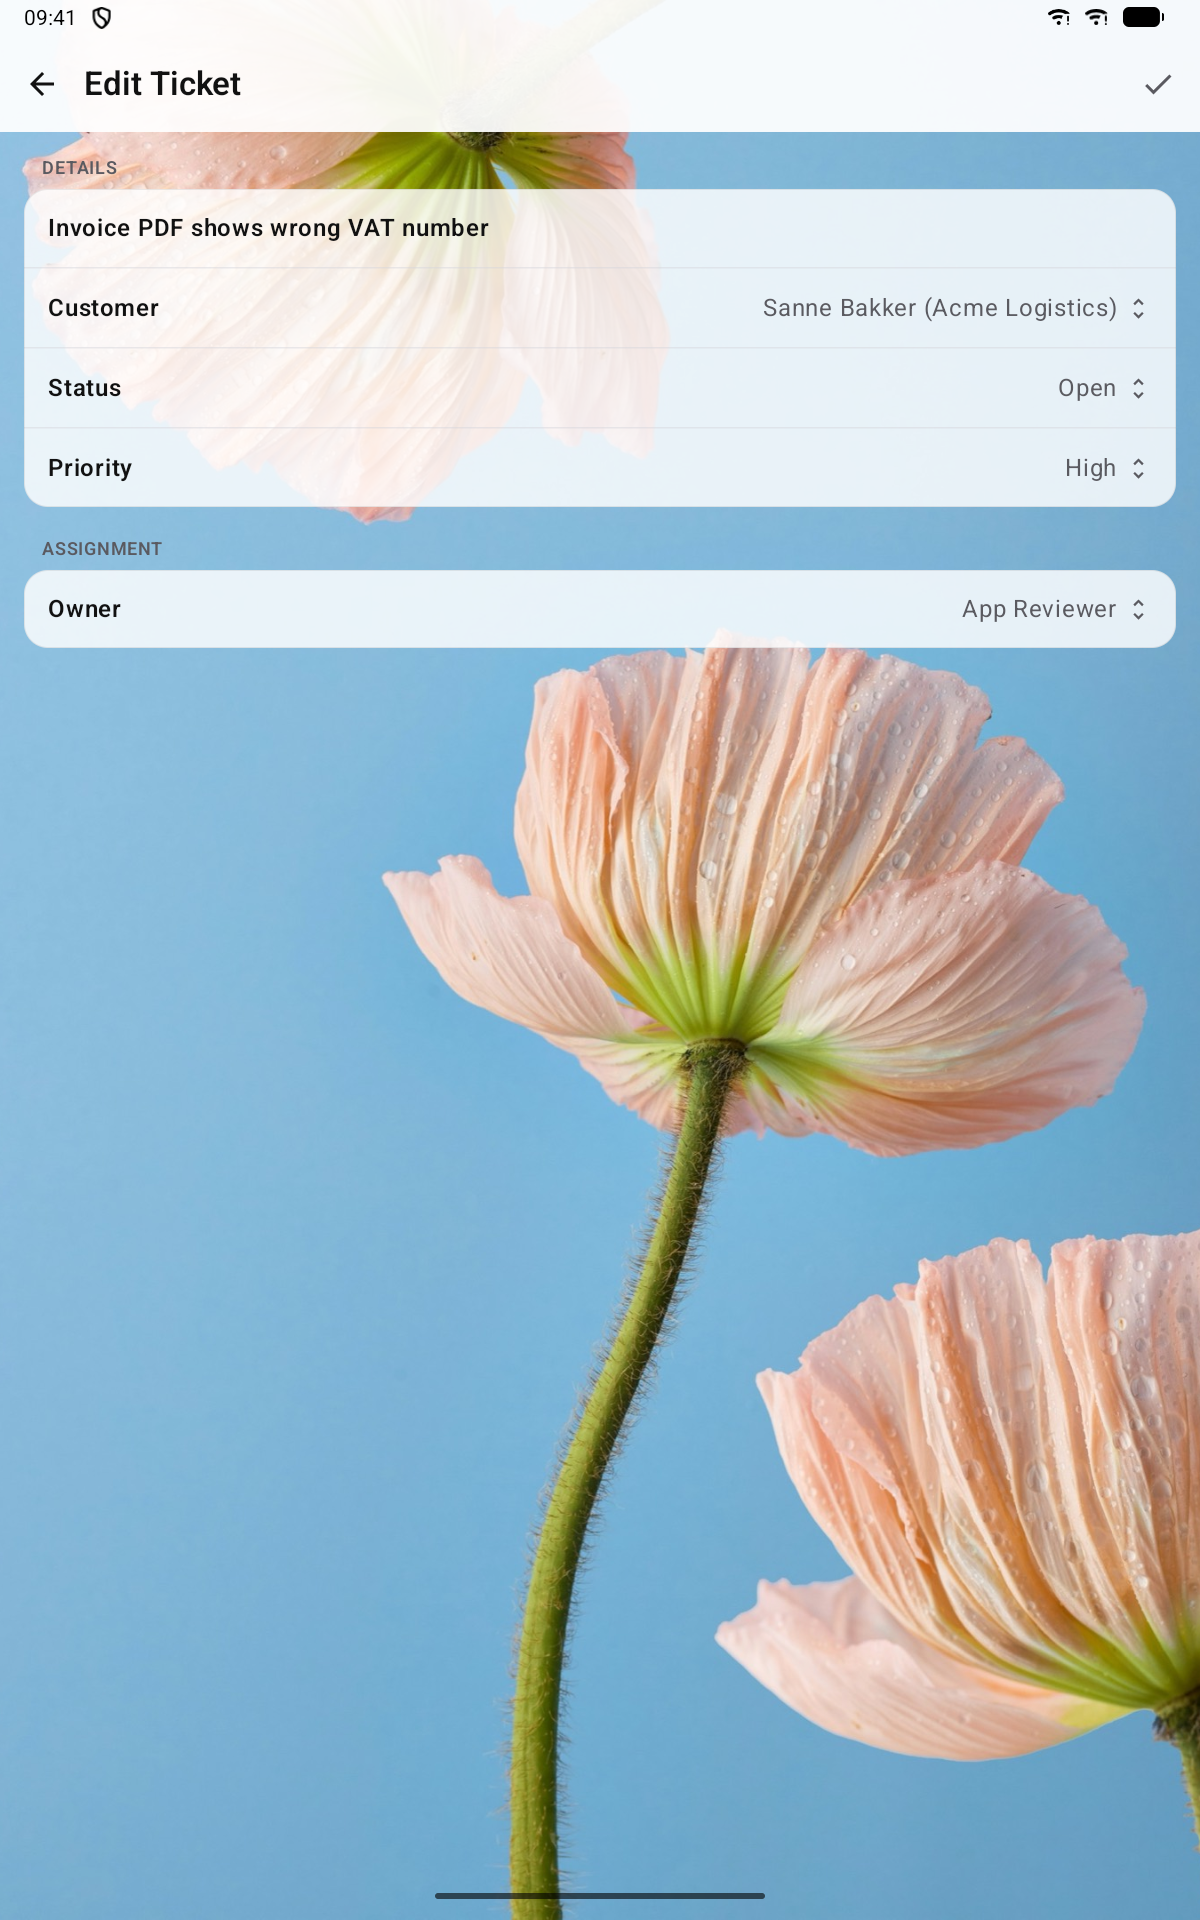 09:41
Edit Ticket
DETAILS
Invoice PDF shows wrong VAT number
Customer Sanne Bakker (Acme Logistics)
Status Open
Priority High
ASSIGNMENT
Owner App Reviewer